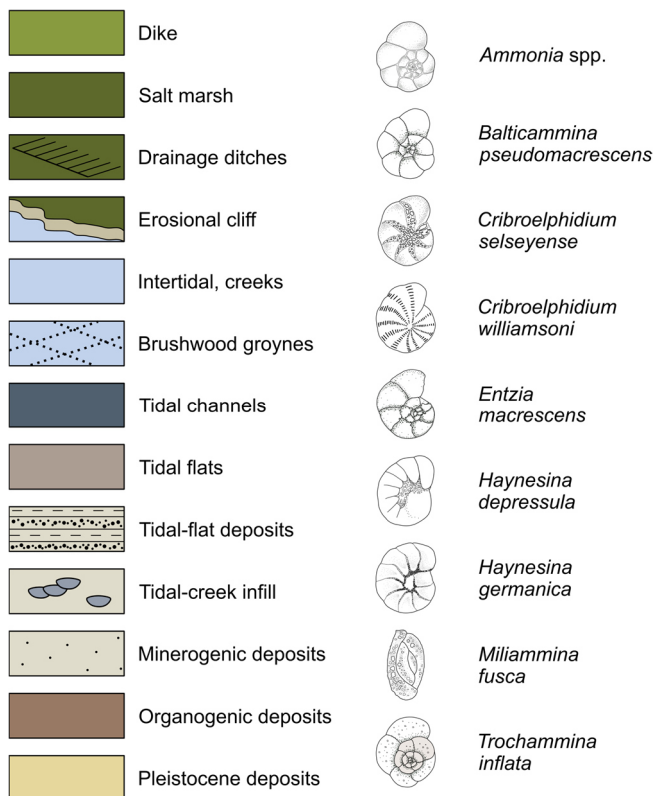 Dike
Salt marsh
Drainage ditches
Erosional cliff
Intertidal, creeks
Brushwood groynes
Tidal channels
Tidal flats
Tidal-flat deposits
Tidal-creek infill
Minerogenic deposits
Organogenic deposits
Pleistocene deposits
Ammonia spp.
Balticammina
pseudomacrescens
Cribroelphidium
selseyense
Cribroelphidium
williamsoni
Entzia
macrescens
Haynesina
depressula
Haynesina
germanica
Miliammina
fusca
Trochammina
inflata